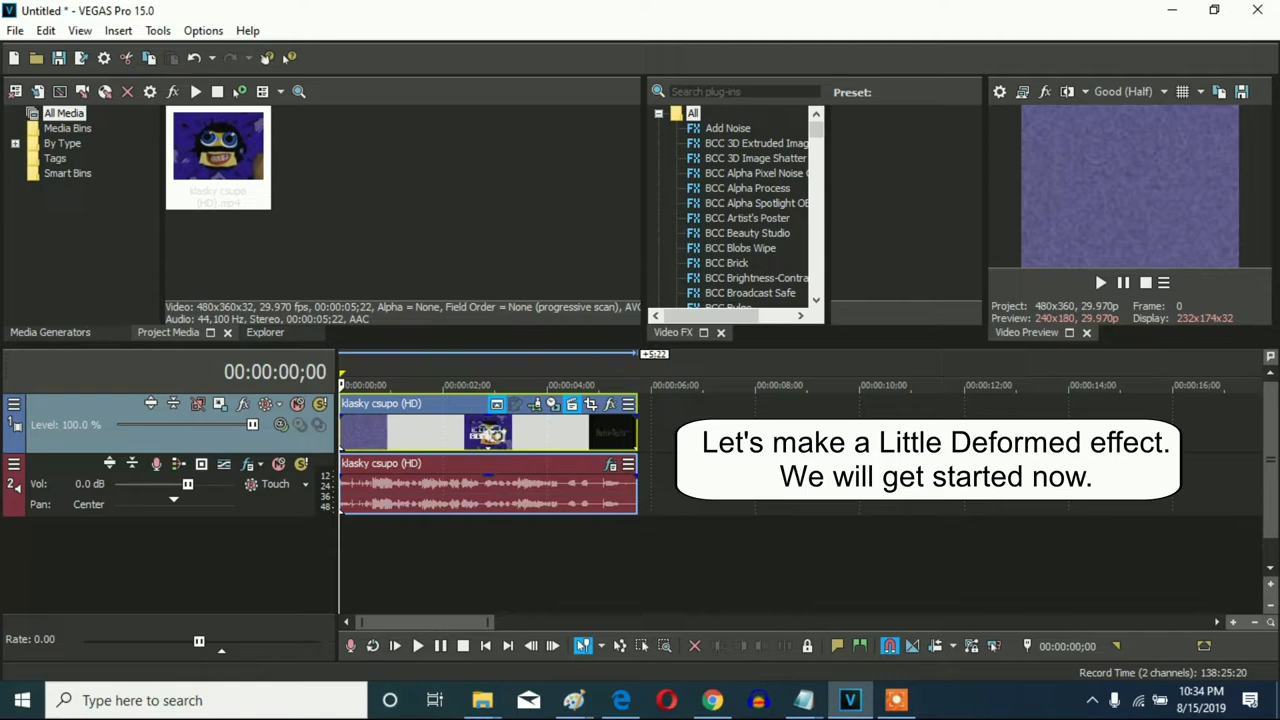 Untitled * - VEGAS Pro 15.0
File Edit View Insert Tools Options Help
Search plug-ins
Preset:
Good (Half)
All Media
Media Bins
By Type
Tags
Smart Bins
klasky csupo
(HD).mp4
All
Add Noise
BCC 3D Extruded Imag
BCC 3D Image Shatter
BCC Alpha Pixel Noise
BCC Alpha Process
BCC Alpha Spotlight
BCC Artist's Poster
BCC Beauty Studio
BCC Blobs Wipe
BCC Brick
BCC Brightness-Contra
BCC Broadcast Safe
Video: 480x360x32, 29.970 fps, 00:00:05;22, Alpha = None, Field Order = None (progressive scan), AVC
Audio: 44,100 Hz, Stereo, 00:00:05;22, AAC
Project: 480x360, 29.970p Frame: 0
Preview: 240x180, 29.970p Display: 232x174x32
Media Generators Project Media Explorer
Video FX
Video Preview
00:00:00;00
+5;22
00:00:00;00 00:00:02;00 00:00:04;00 00:00:06;00 00:00:08;00 00:00:10;00 00:00:12;00 00:00:14;00 00:00:16;00
1
Level: 100.0 %
klasky csupo (HD)
2
Vol: 0.0 dB Touch
Pan: Center
12
24
36
48
klasky csupo (HD)
Let's make a Little Deformed effect.
We will get started now.
Rate: 0.00
00:00:00;00
Record Time (2 channels): 138:25:20
Type here to search
10:34 PM
8/15/2019